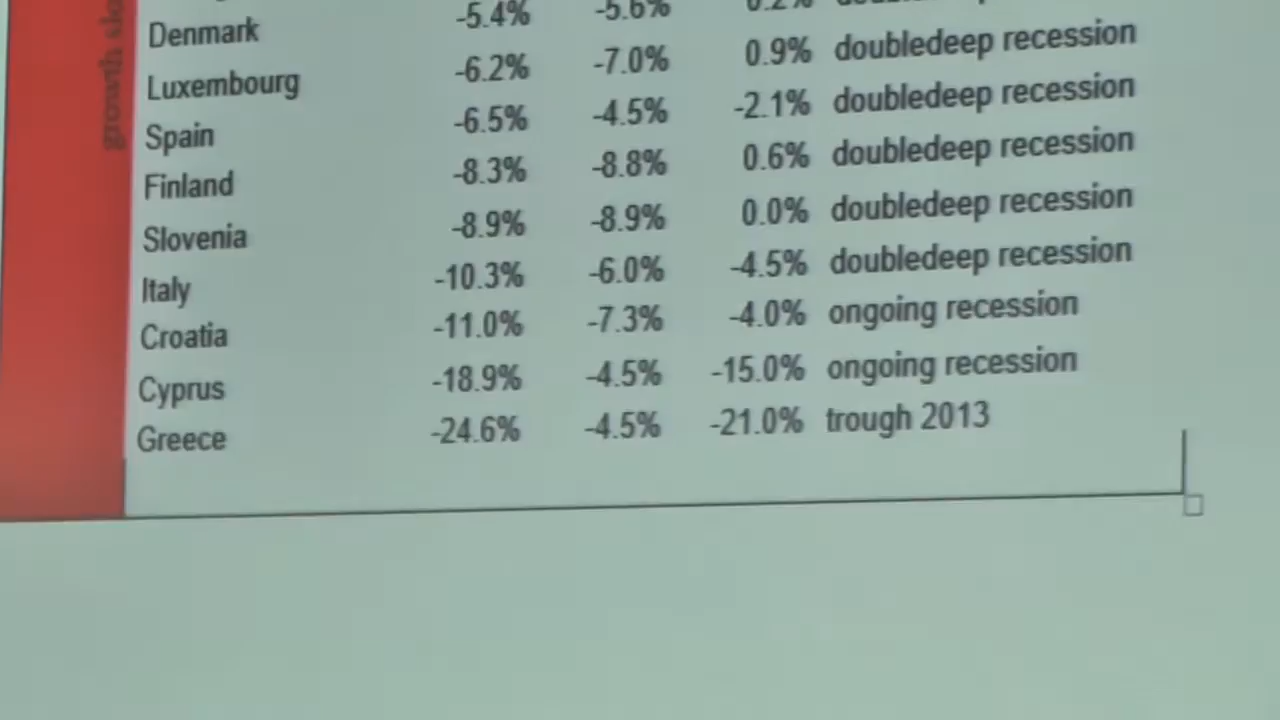 growth
Denmark -5.4% -5.6% 0.2%
Luxembourg -6.2% -7.0% 0.9% doubledeep recession
Spain -6.5% -4.5% -2.1% doubledeep recession
Finland -8.3% -8.8% 0.6% doubledeep recession
Slovenia -8.9% -8.9% 0.0% doubledeep recession
Italy -10.3% -6.0% -4.5% doubledeep recession
Croatia -11.0% -7.3% -4.0% ongoing recession
Cyprus -18.9% -4.5% -15.0% ongoing recession
Greece -24.6% -4.5% -21.0% trough 2013